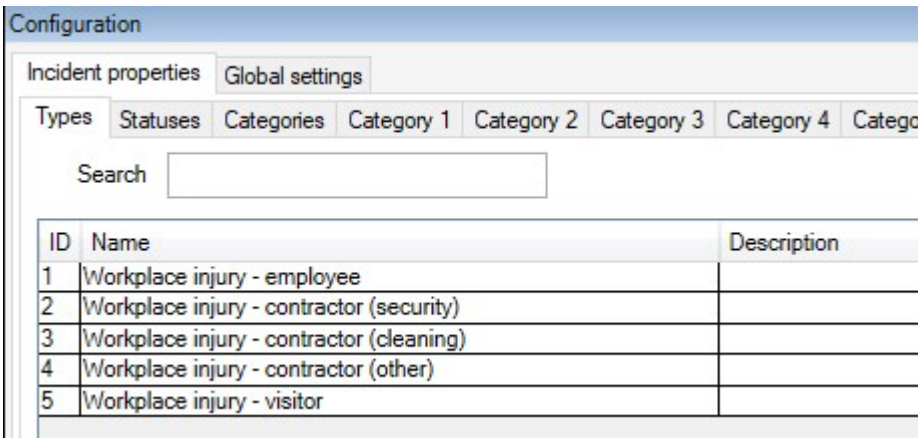 Configuration
Incident properties Global settings
Types Statuses Categories Category 1 Category 2 Category 3 Category 4
Search
ID Name Description
1 Workplace injury - employee
2 Workplace injury - contractor (security)
3 Workplace injury - contractor (cleaning)
4 Workplace injury - contractor (other)
5 Workplace injury - visitor